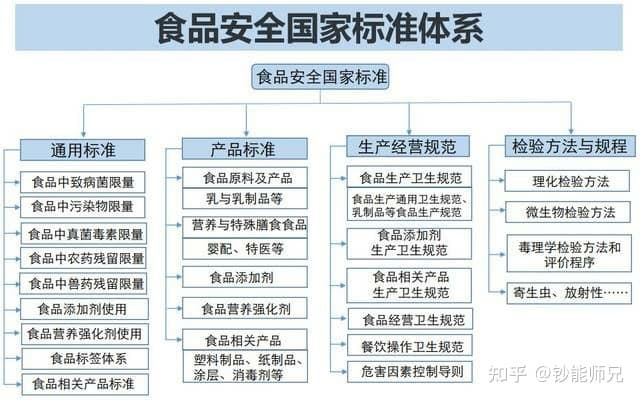 食品安全国家标准体系
食品安全国家标准
通用标准
食品中致病菌限量
食品中污染物限量
食品中真菌毒素限量
食品中农药残留限量
食品中兽药残留限量
食品添加剂使用
食品营养强化剂使用
食品标签体系
食品相关产品标准
产品标准
食品原料及产品
乳与乳制品等
营养与特殊膳食食品
婴配、特医等
食品添加剂
食品营养强化剂
食品相关产品
塑料制品、纸制品、
涂层、消毒剂等
生产经营规范
食品生产卫生规范
食品生产通用卫生规范、
乳制品等食品生产规范
食品添加剂
生产卫生规范
食品相关产品
生产卫生规范
食品经营卫生规范
餐饮操作卫生规范
危害因素控制导则
检验方法与规程
理化检验方法
微生物检验方法
毒理学检验方法和
评价程序
寄生虫、放射性……
知乎 @钞能师兄